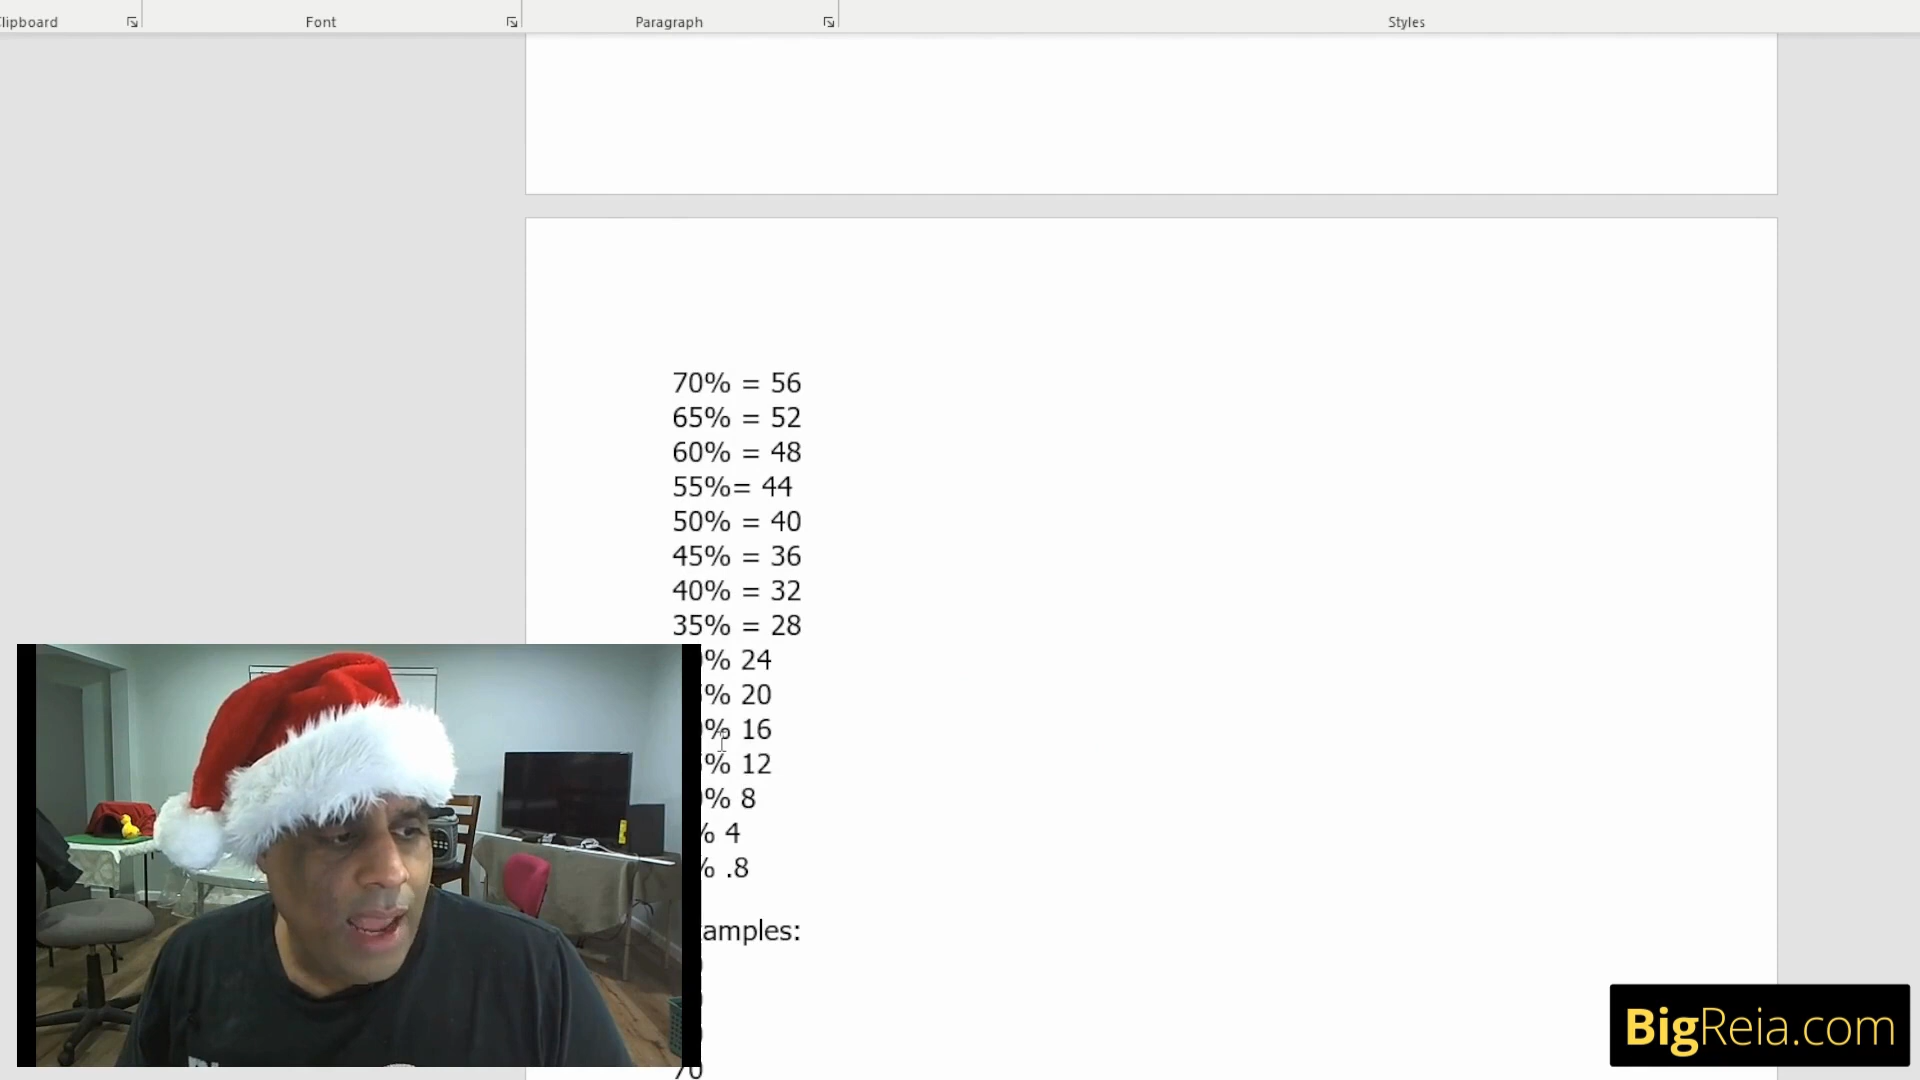 Font
Paragraph
Styles
70% = 56
65% = 52
60% = 48
55%= 44
50% = 40
45% = 36
40% = 32
35% = 28
% 24
% 20
% 16
% 12
% 8
% 4
% .8
amples:
70
BigReia.com